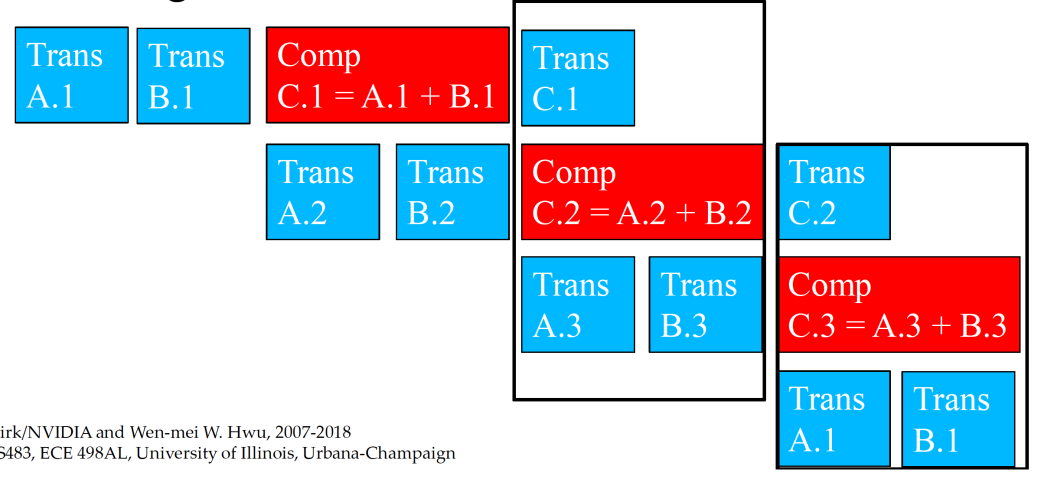 Trans
A.1
Trans
B.1
Comp
C.1 = A.1 + B.1
Trans
C.1
Trans
A.2
Trans
B.2
Comp
C.2 = A.2 + B.2
Trans
C.2
Trans
A.3
Trans
B.3
Comp
C.3 = A.3 + B.3
Trans
A.1
Trans
B.1
irk/NVIDIA and Wen-mei W. Hwu, 2007-2018
S483, ECE 498AL, University of Illinois, Urbana-Champaign